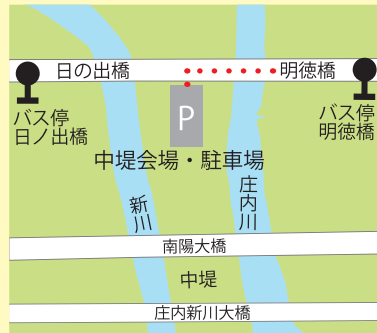 日の出橋
明徳橋
バス停
日ノ出橋
P
バス停
明徳橋
中堤会場・駐車場
新川
庄内川
南陽大橋
中堤
庄内新川大橋